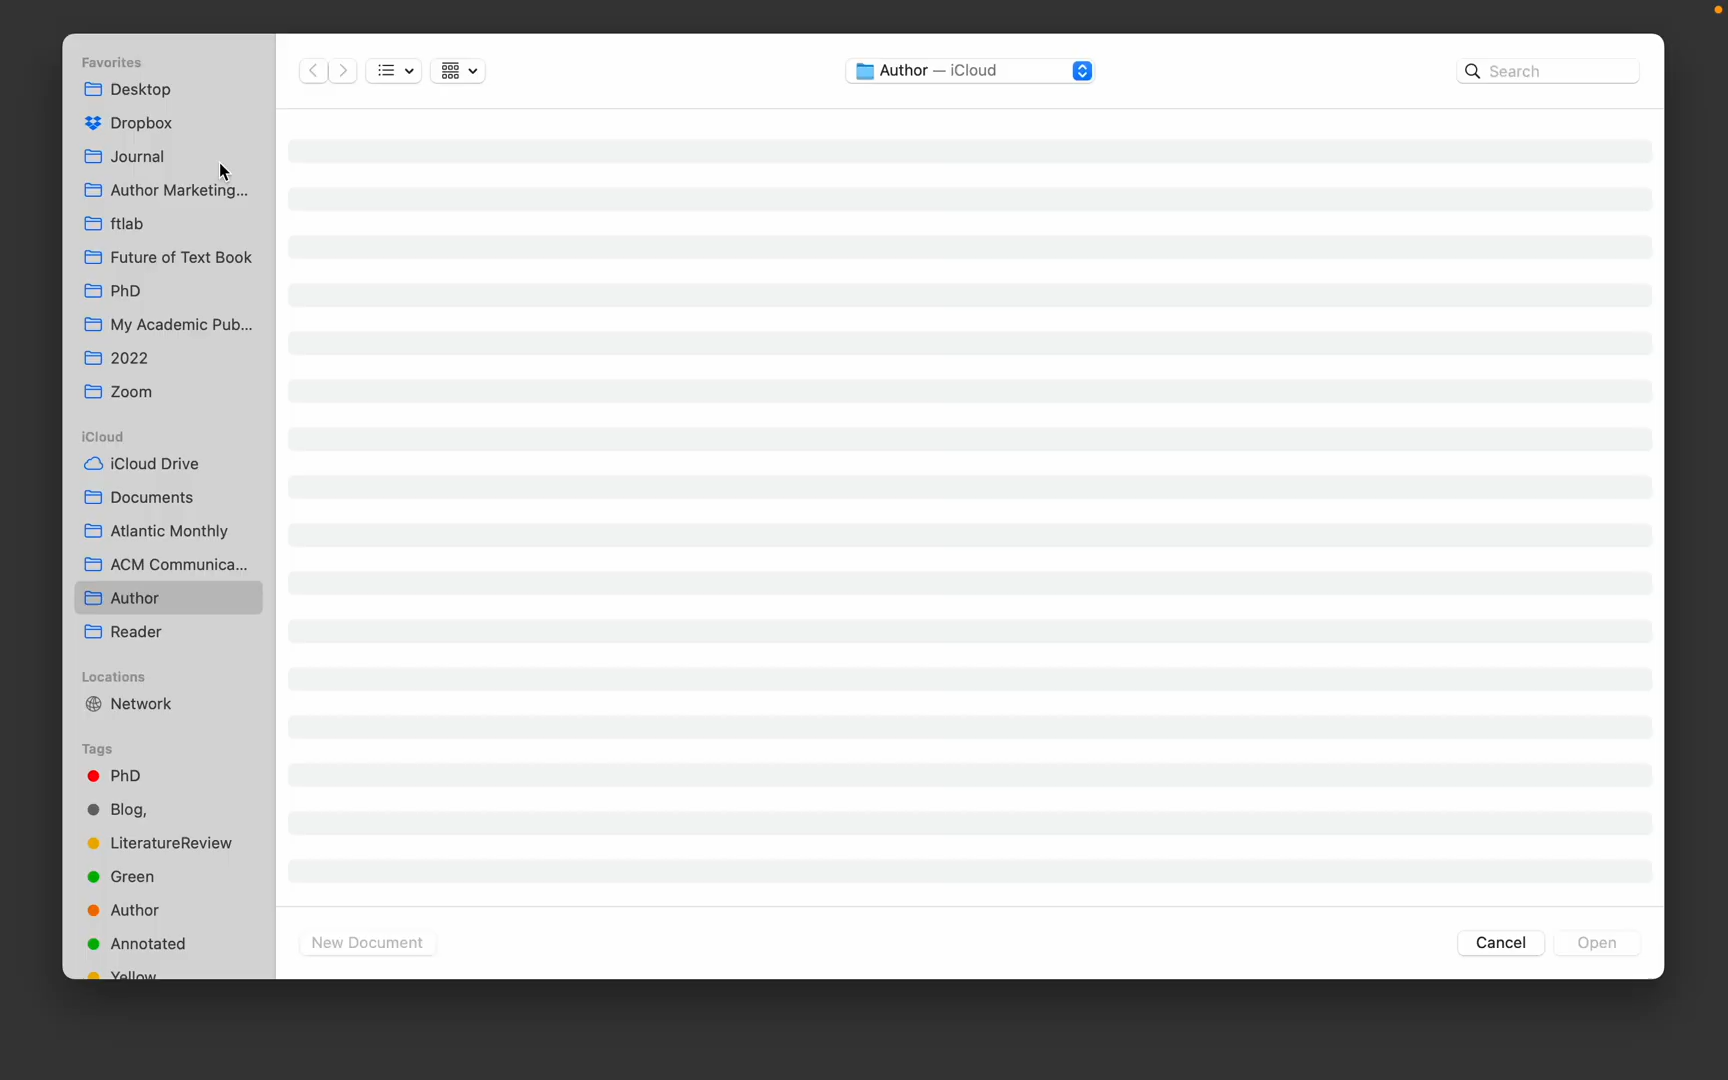 Favorites
Desktop
Dropbox
Journal
Author Marketing...
ftlab
Future of Text Book
PhD
My Academic Pub...
2022
Zoom
iCloud
iCloud Drive
Documents
Atlantic Monthly
ACM Communica...
Author
Reader
Locations
Network
Tags
PhD
Blog,
LiteratureReview
Green
Author
Annotated
Yellow
Author — iCloud
Search
New Document
Cancel
Open